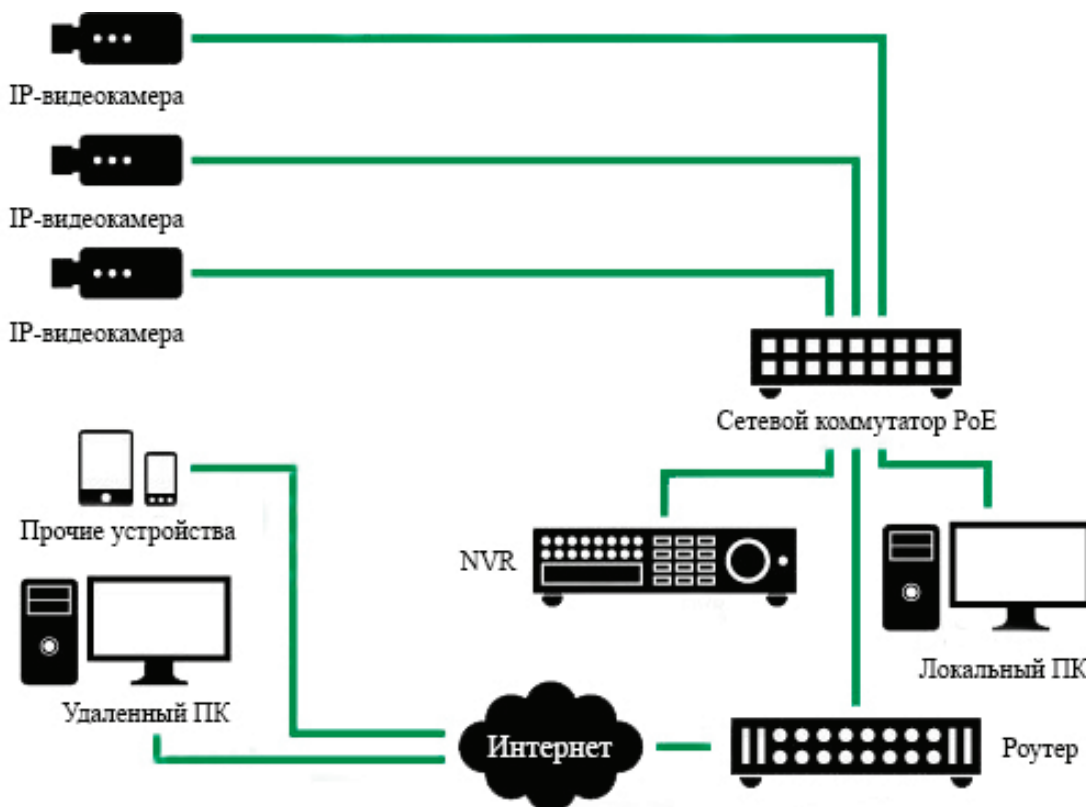 IP-видеокамера
IP-видеокамера
IP-видеокамера
Сетевой коммутатор PoE
Прочие устройства
NVR
Локальный ПК
Удаленный ПК
Интернет
Роутер